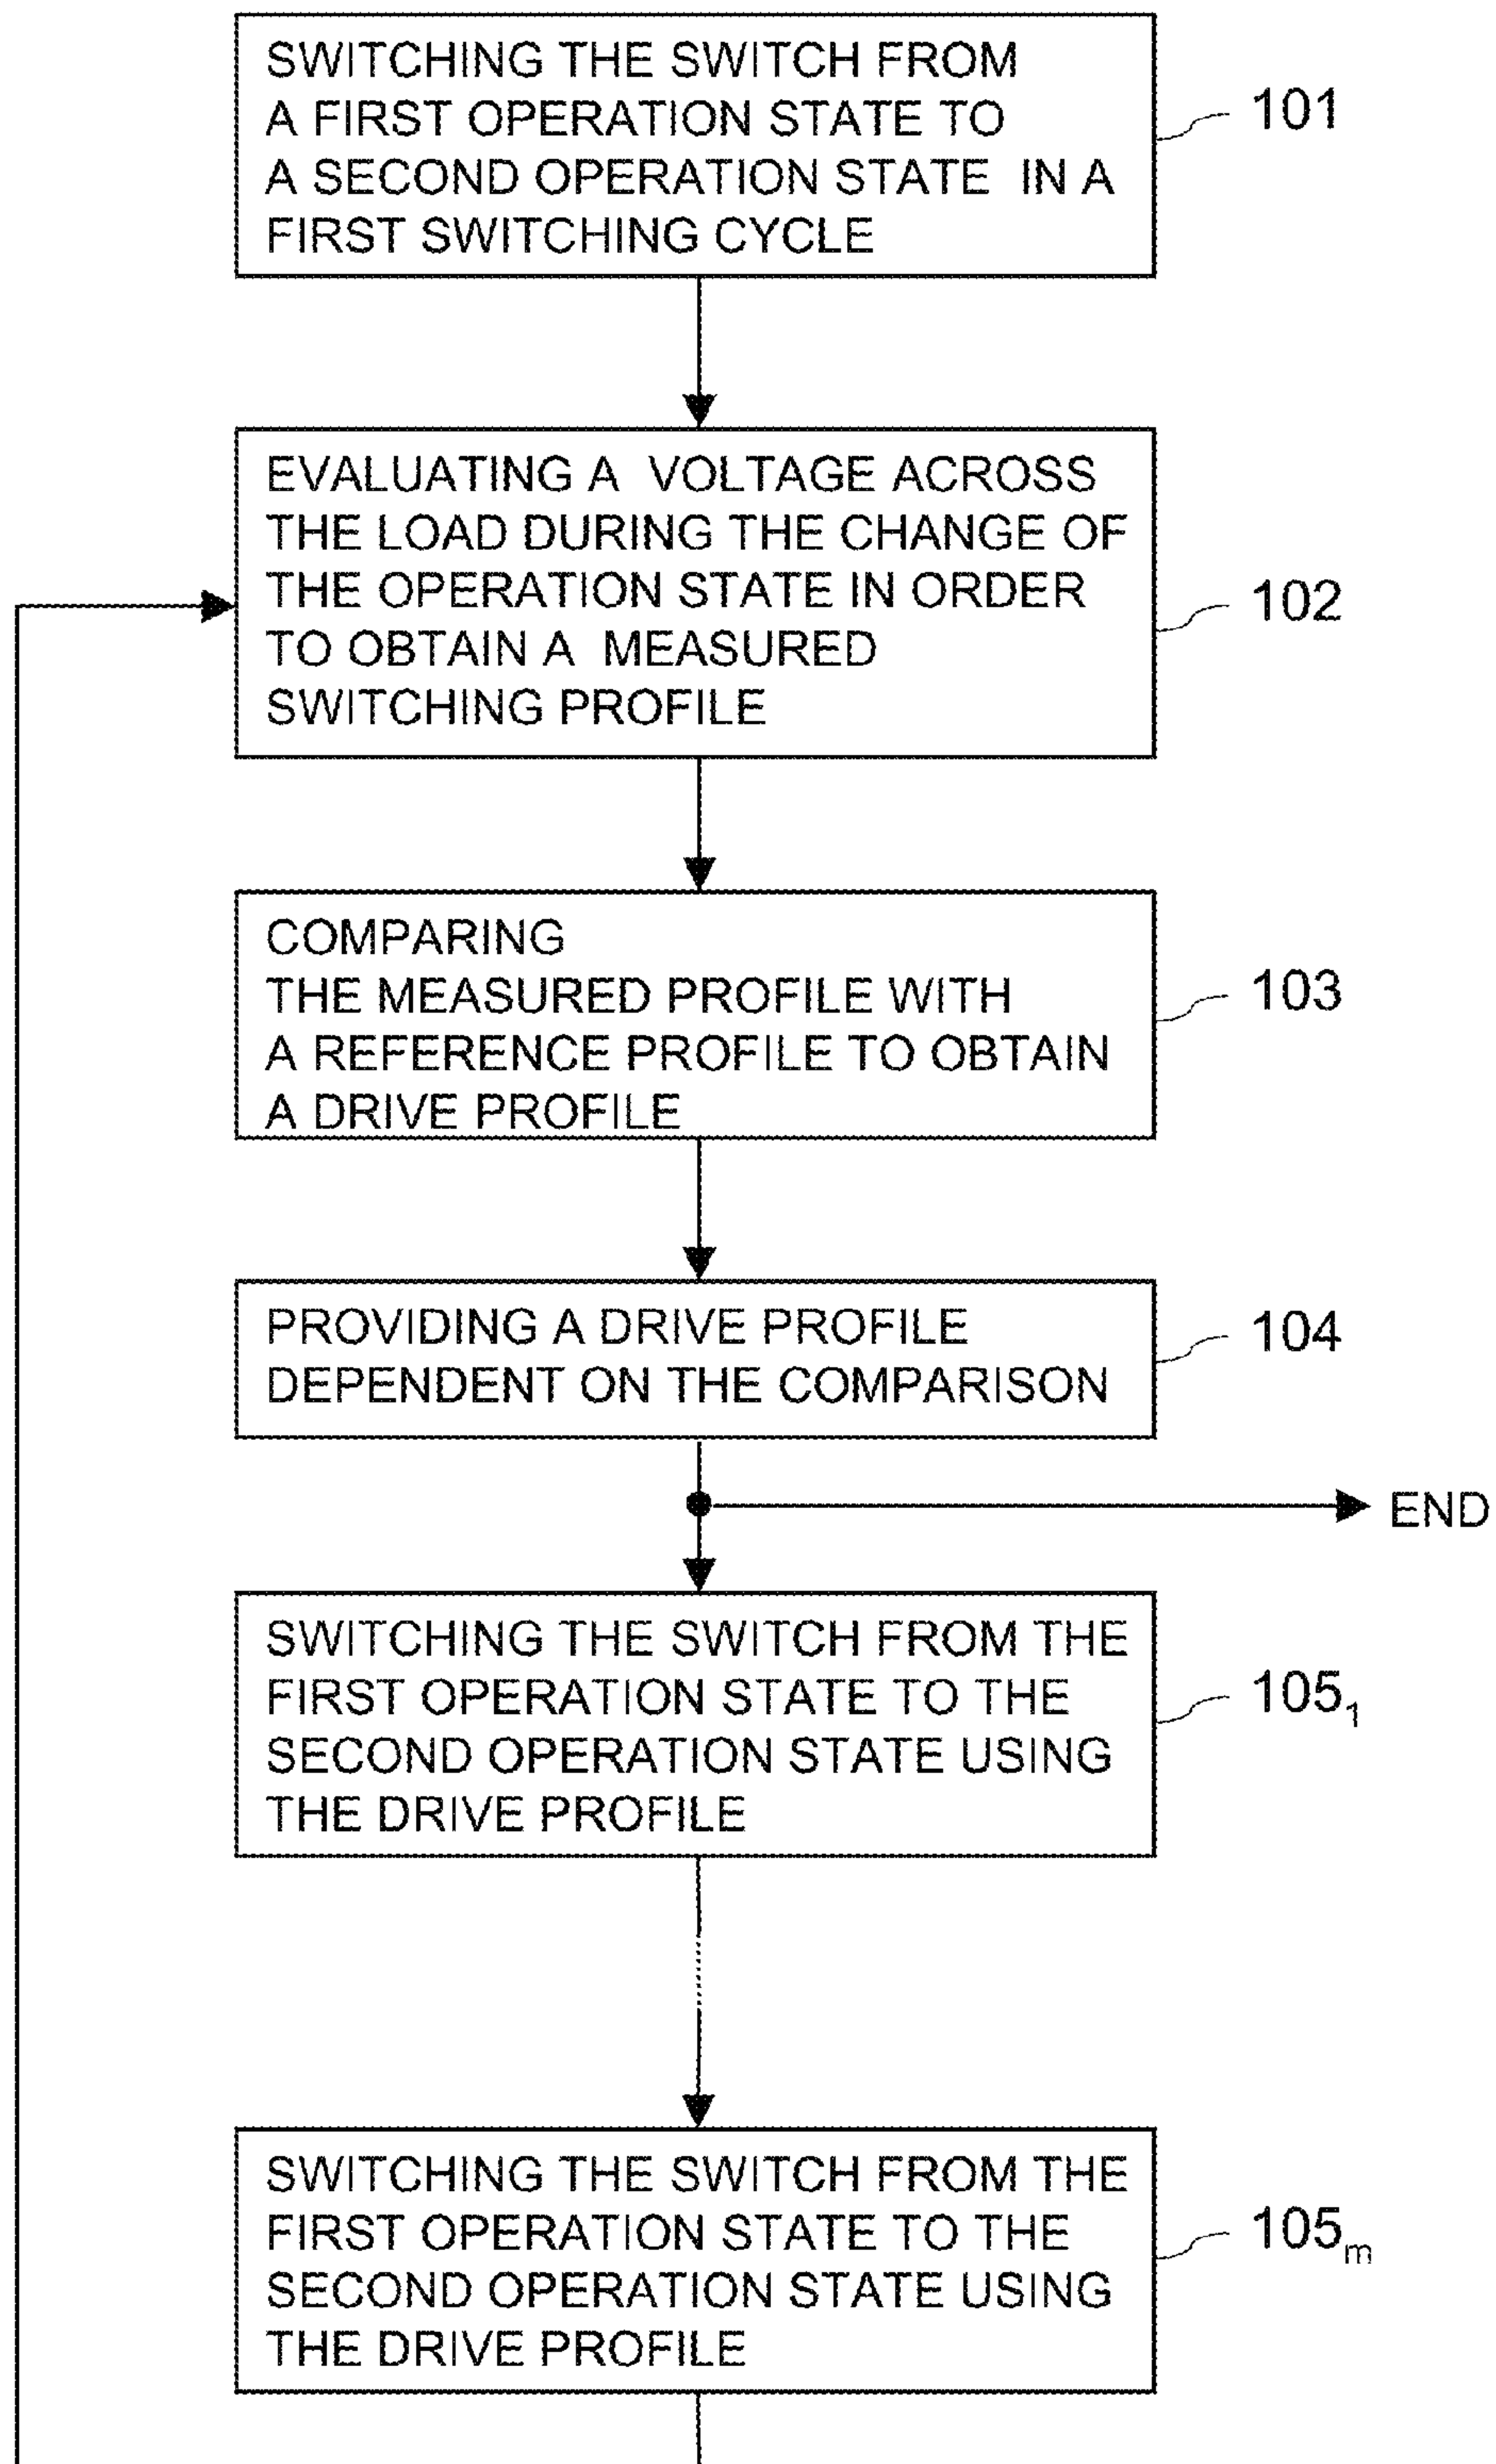 SWITCHING THE SWITCH FROM
A FIRST OPERATION STATE TO
A SECOND OPERATION STATE IN A
FIRST SWITCHING CYCLE
101
EVALUATING A VOLTAGE ACROSS
THE LOAD DURING THE CHANGE OF
THE OPERATION STATE IN ORDER
TO OBTAIN A MEASURED
SWITCHING PROFILE
102
COMPARING
THE MEASURED PROFILE WITH
A REFERENCE PROFILE TO OBTAIN
A DRIVE PROFILE
103
PROVIDING A DRIVE PROFILE
DEPENDENT ON THE COMPARISON
104
END
SWITCHING THE SWITCH FROM THE
FIRST OPERATION STATE TO THE
SECOND OPERATION STATE USING
THE DRIVE PROFILE
105₁
SWITCHING THE SWITCH FROM THE
FIRST OPERATION STATE TO THE
SECOND OPERATION STATE USING
THE DRIVE PROFILE
105ₘ